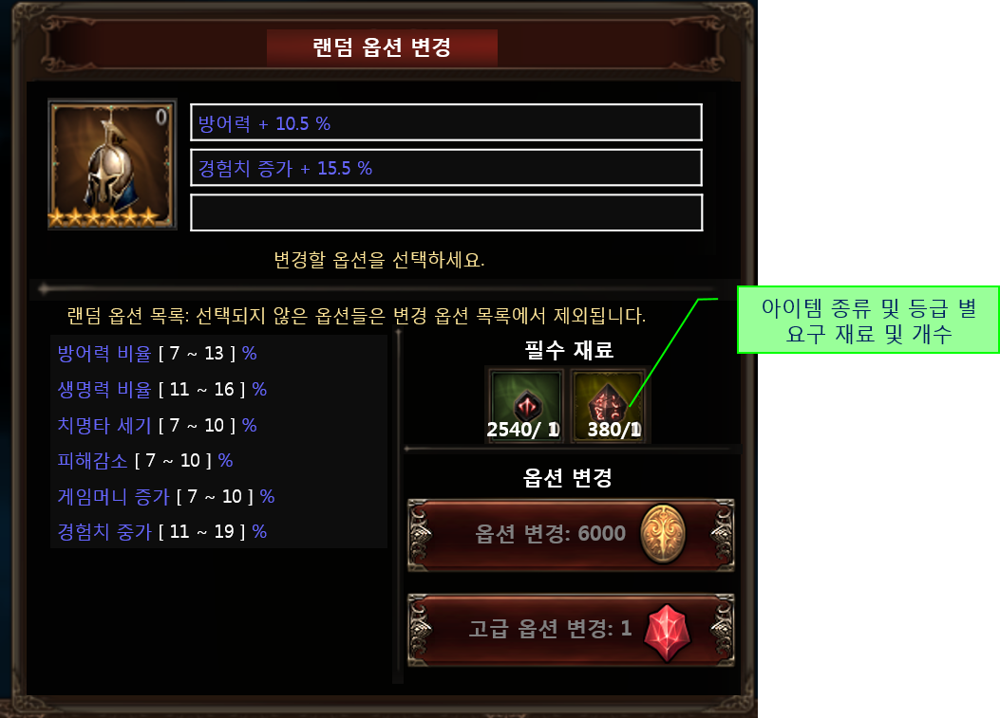 랜덤 옵션 변경
0
방어력 + 10.5 %
경험치 증가 + 15.5 %
변경할 옵션을 선택하세요.
랜덤 옵션 목록: 선택되지 않은 옵션들은 변경 옵션 목록에서 제외됩니다.
방어력 비율 [ 7 ~ 13 ] %
생명력 비율 [ 11 ~ 16 ] %
치명타 세기 [ 7 ~ 10 ] %
피해감소 [ 7 ~ 10 ] %
게임머니 증가 [ 7 ~ 10 ] %
경험치 중가 [ 11 ~ 19 ] %
필수 재료
2540/ 1
380/1
옵션 변경
옵션 변경: 6000
고급 옵션 변경: 1
아이템 종류 및 등급 별
요구 재료 및 개수